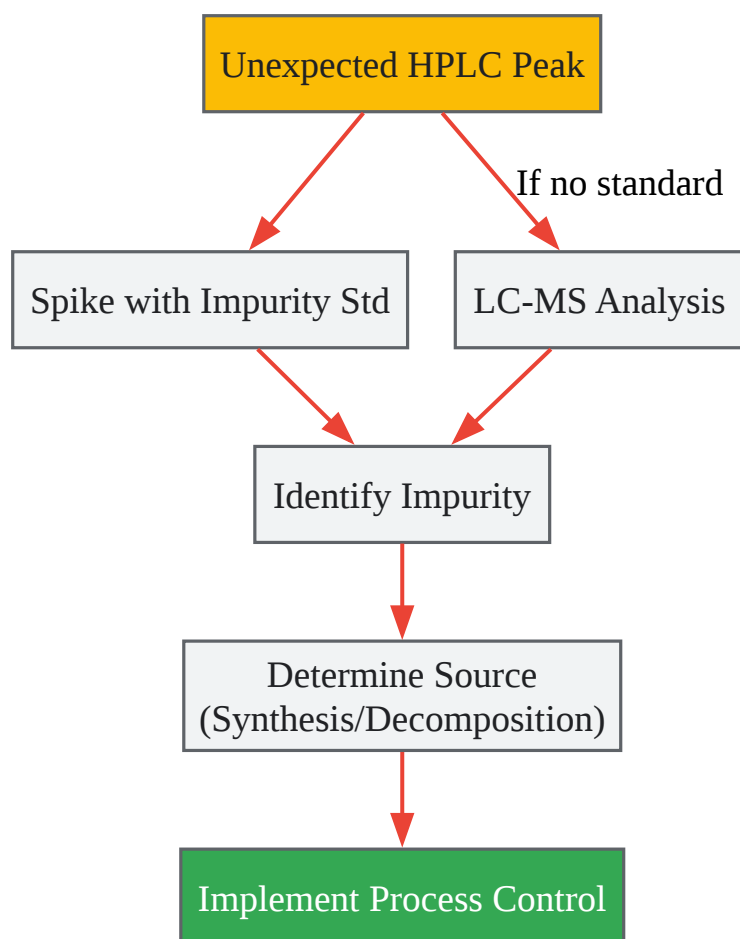 Unexpected HPLC Peak
If no standard
Spike with Impurity Std
LC-MS Analysis
Identify Impurity
Determine Source
(Synthesis/Decomposition)
Implement Process Control